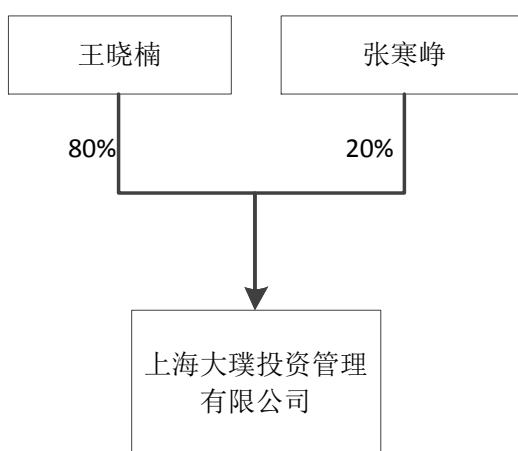 王晓楠
张寒峥
80%
20%
上海大璞投资管理
有限公司